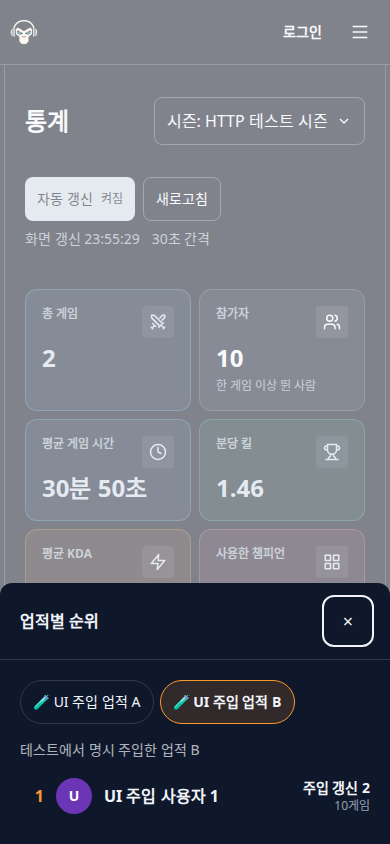 로그인
통계
시즌: HTTP 테스트 시즌
자동 갱신 켜짐
새로고침
화면 갱신 23:55:29 30초 간격
총 게임
2
참가자
10
한 게임 이상 뛴 사람
평균 게임 시간
30분 50초
분당 킬
1.46
평균 KDA
사용한 챔피언
업적별 순위
×
🧪 UI 주입 업적 A
🧪 UI 주입 업적 B
테스트에서 명시 주입한 업적 B
1 U UI 주입 사용자 1
주입 갱신 2
10게임